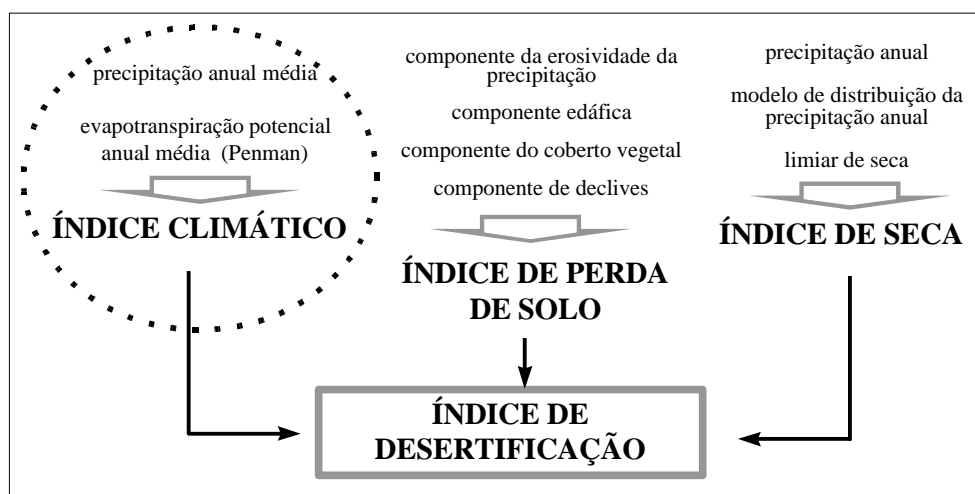 precipitação anual média
evapotranspiração potencial
anual média (Penman)
ÍNDICE CLIMÁTICO
componente da erosividade da
precipitação
componente edáfica
componente do coberto vegetal
componente de declives
ÍNDICE DE PERDA
DE SOLO
precipitação anual
modelo de distribuição da
precipitação anual
limiar de seca
ÍNDICE DE SECA
ÍNDICE DE
DESERTIFICAÇÃO